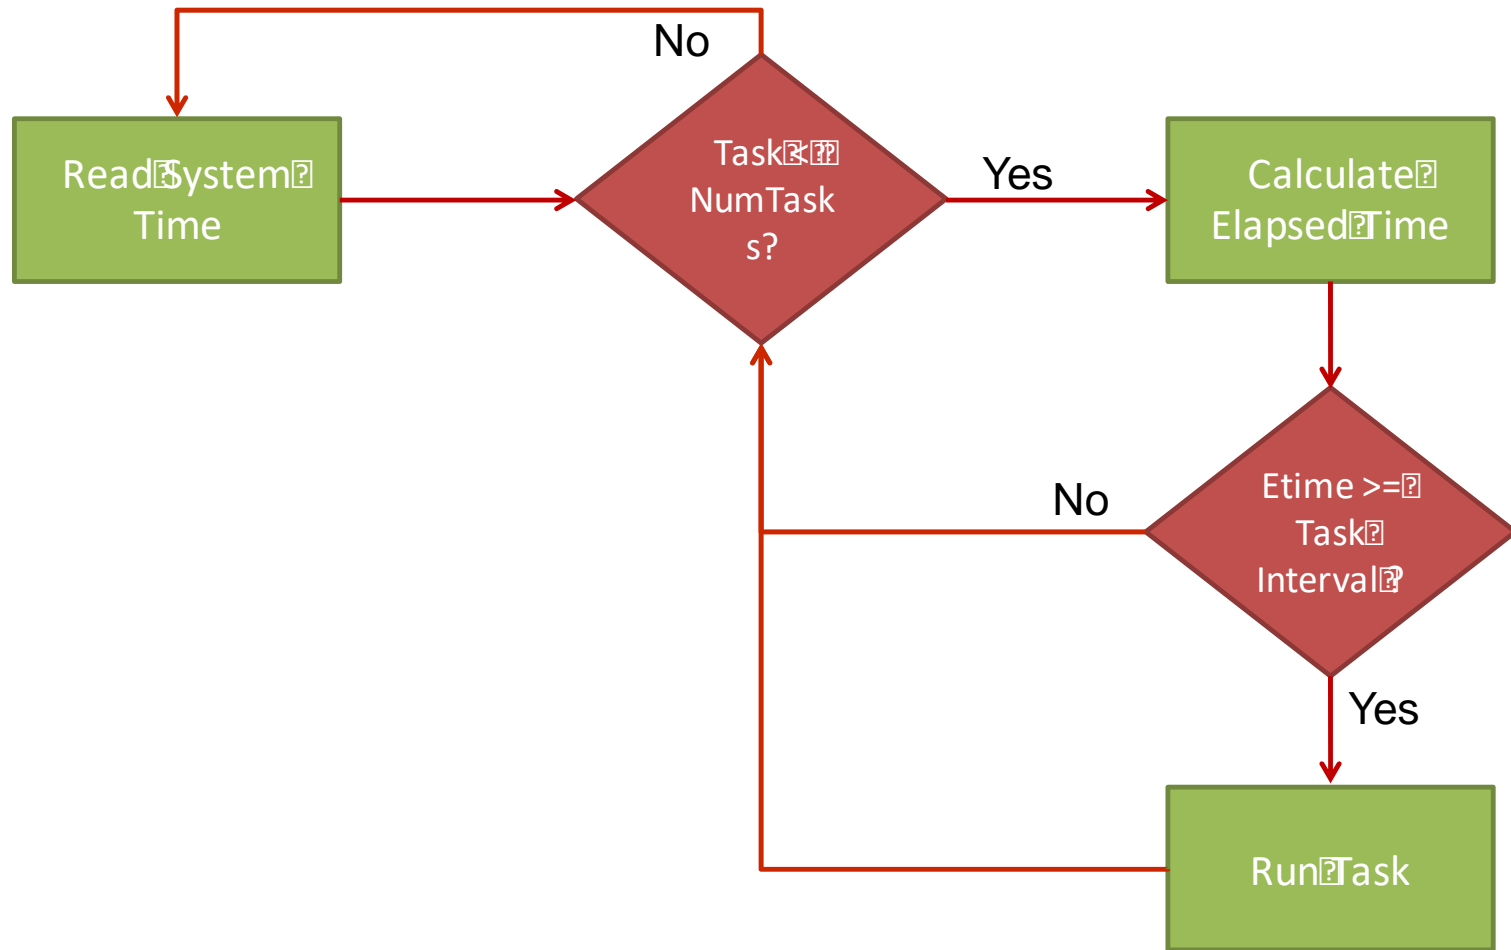 No
Read System
Time
Task <
NumTask
s?
Yes
Calculate
Elapsed Time
No
Etime >=
Task
Interval ?
Yes
Run Task